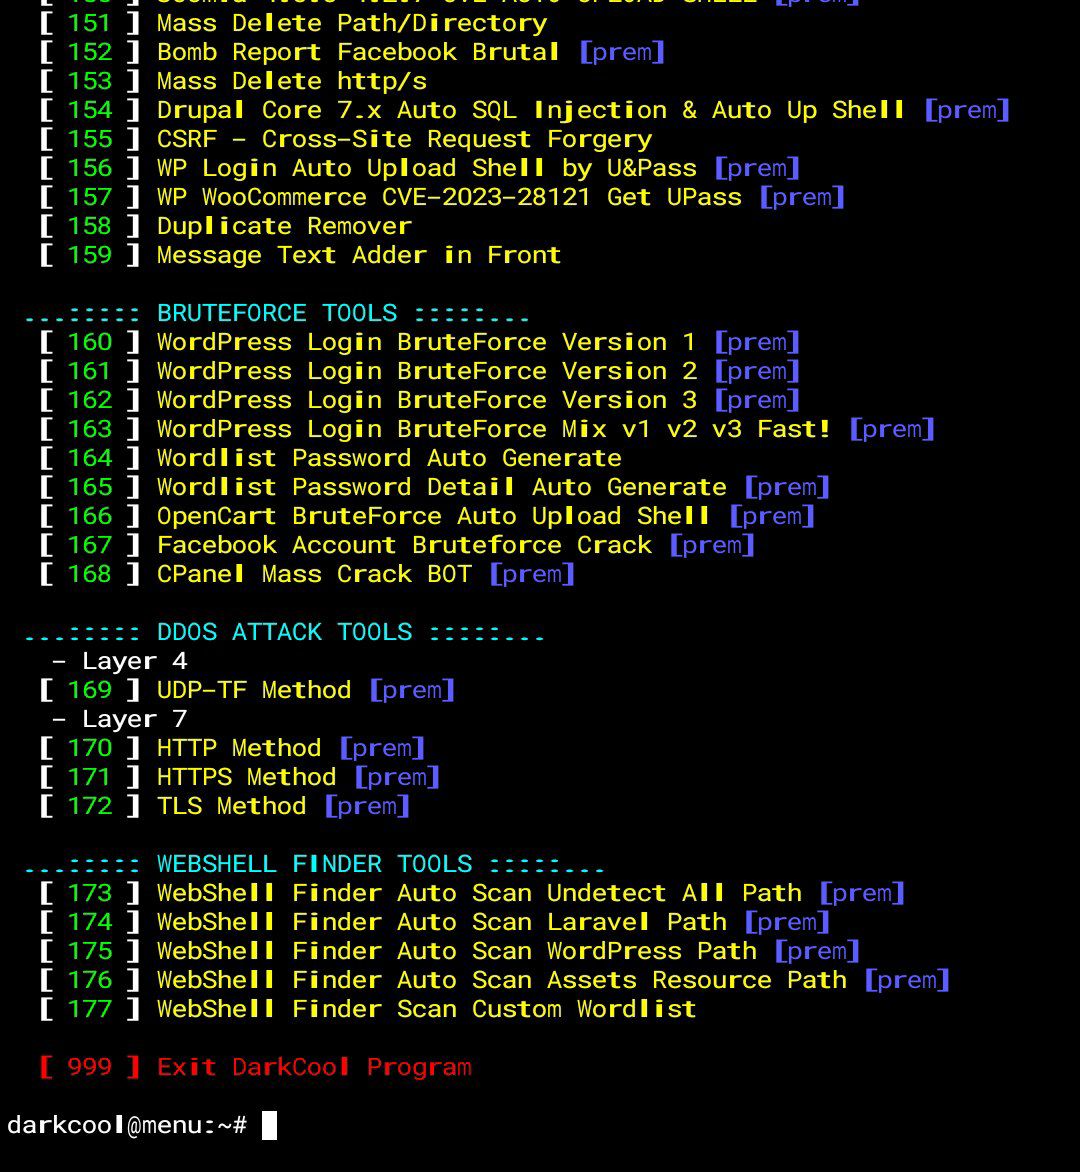 [ 151 ] Mass Delete Path/Directory
[ 152 ] Bomb Report Facebook Brutal [prem]
[ 153 ] Mass Delete http/s
[ 154 ] Drupal Core 7.x Auto SQL Injection & Auto Up Shell [prem]
[ 155 ] CSRF - Cross-Site Request Forgery
[ 156 ] WP Login Auto Upload Shell by U&Pass [prem]
[ 157 ] WP WooCommerce CVE-2023-28121 Get UPass [prem]
[ 158 ] Duplicate Remover
[ 159 ] Message Text Adder in Front
...::::: BRUTEFORCE TOOLS :::::...
[ 160 ] WordPress Login BruteForce Version 1 [prem]
[ 161 ] WordPress Login BruteForce Version 2 [prem]
[ 162 ] WordPress Login BruteForce Version 3 [prem]
[ 163 ] WordPress Login BruteForce Mix v1 v2 v3 Fast! [prem]
[ 164 ] Wordlist Password Auto Generate
[ 165 ] Wordlist Password Detail Auto Generate [prem]
[ 166 ] OpenCart BruteForce Auto Upload Shell [prem]
[ 167 ] Facebook Account Bruteforce Crack [prem]
[ 168 ] CPanel Mass Crack BOT [prem]
...::::: DDOS ATTACK TOOLS :::::...
- Layer 4
[ 169 ] UDP-TF Method [prem]
- Layer 7
[ 170 ] HTTP Method [prem]
[ 171 ] HTTPS Method [prem]
[ 172 ] TLS Method [prem]
...::::: WEBSHELL FINDER TOOLS :::::...
[ 173 ] WebShell Finder Auto Scan Undetect All Path [prem]
[ 174 ] WebShell Finder Auto Scan Laravel Path [prem]
[ 175 ] WebShell Finder Auto Scan WordPress Path [prem]
[ 176 ] WebShell Finder Auto Scan Assets Resource Path [prem]
[ 177 ] WebShell Finder Scan Custom Wordlist
[ 999 ] Exit DarkCool Program
darkcool@menu:~#